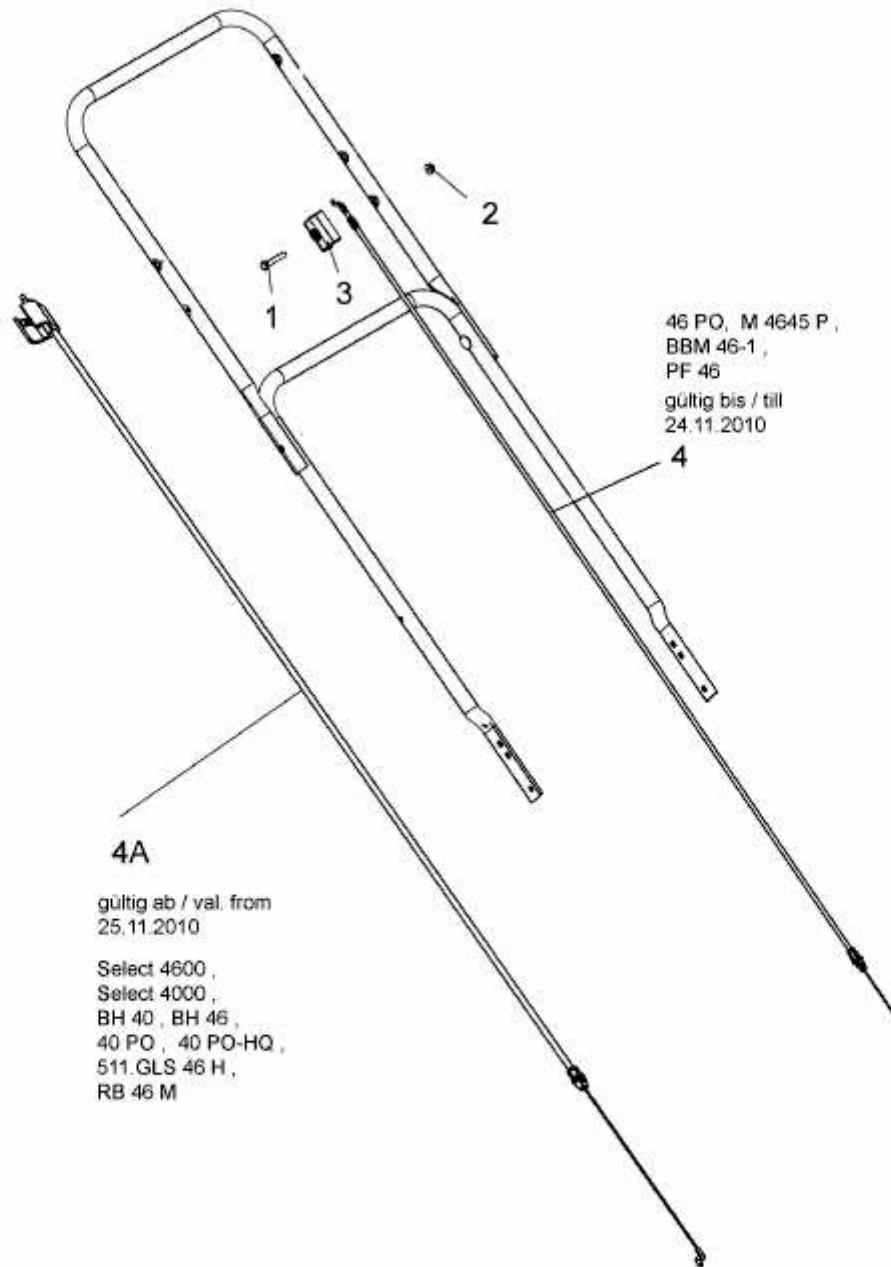 2
1
3
46 PO, M 4645 P ,
BBM 46-1 ,
PF 46
gültig bis / till
24.11.2010
4
4A
gültig ab / val. from
25.11.2010
Select 4600 ,
Select 4000 ,
BH 40 , BH 46 ,
40 PO , 40 PO-HQ ,
511.GLS 46 H ,
RB 46 M